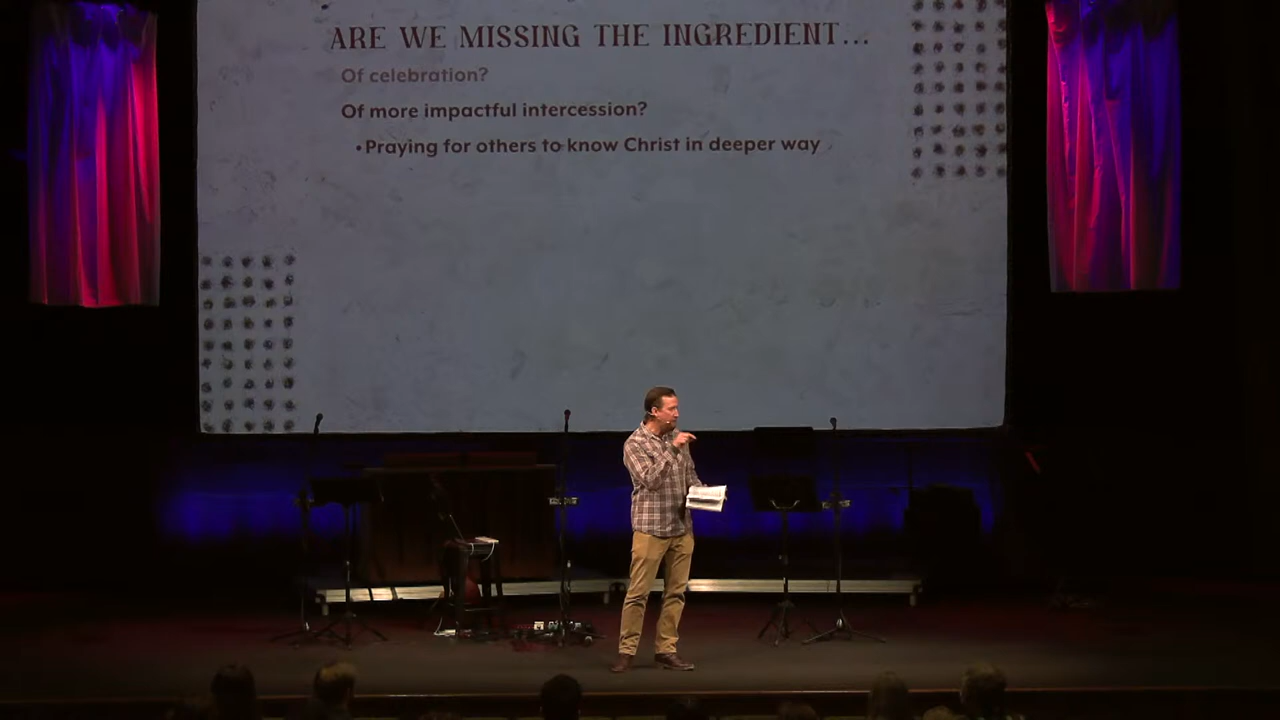 ARE WE MISSING THE INGREDIENT...
Of celebration?
Of more impactful intercession?
•Praying for others to know Christ in deeper way